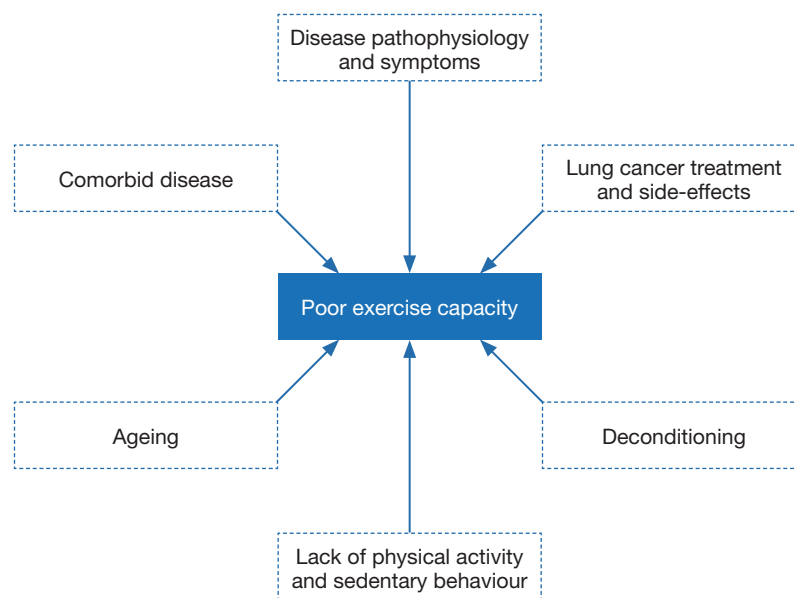 Disease pathophysiology
and symptoms
Comorbid disease
Lung cancer treatment
and side-effects
Poor exercise capacity
Ageing
Deconditioning
Lack of physical activity
and sedentary behaviour